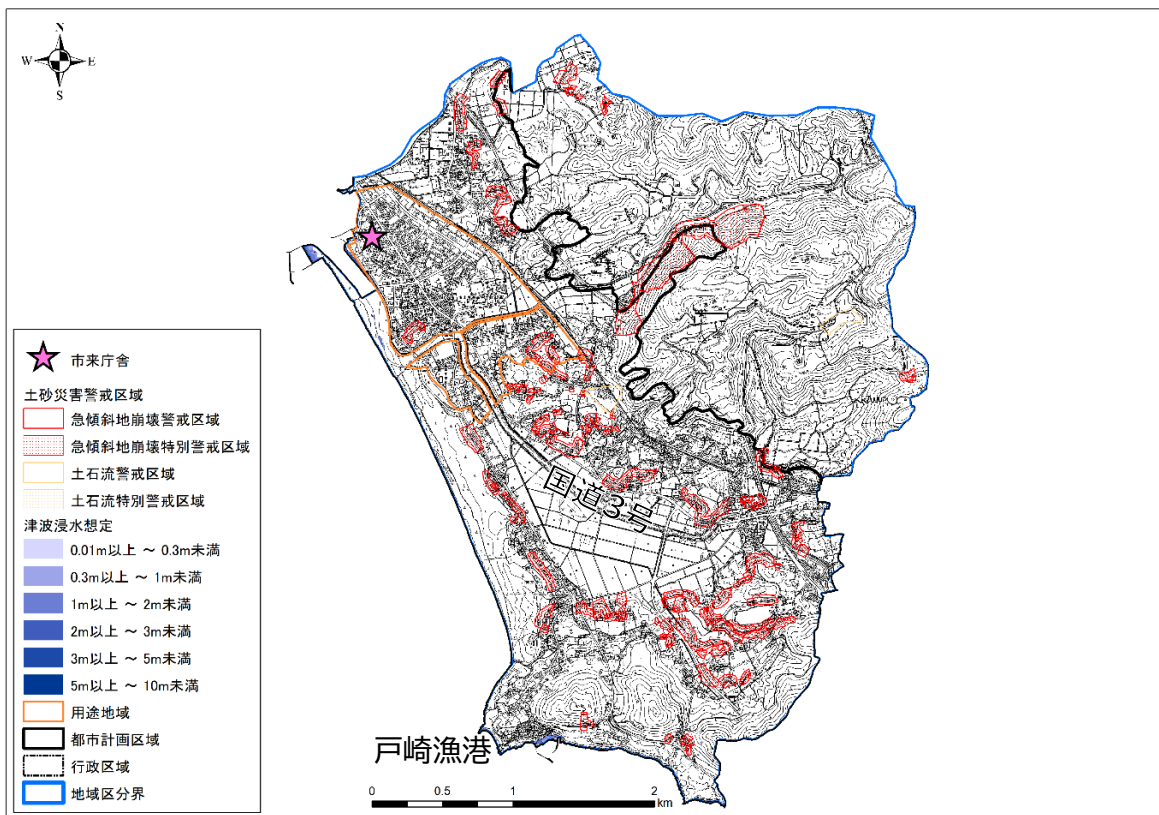 N
W E
S
市来庁舎
土砂災害警戒区域
急傾斜地崩壊警戒区域
急傾斜地崩壊特別警戒区域
土石流警戒区域
土石流特別警戒区域
津波浸水想定
0.01m以上 ~ 0.3m未満
0.3m以上 ~ 1m未満
1m以上 ~ 2m未満
2m以上 ~ 3m未満
3m以上 ~ 5m未満
5m以上 ~ 10m未満
用途地域
都市計画区域
行政区域
地域区分界
国道3号
戸崎漁港
0 0.5 1 2
km